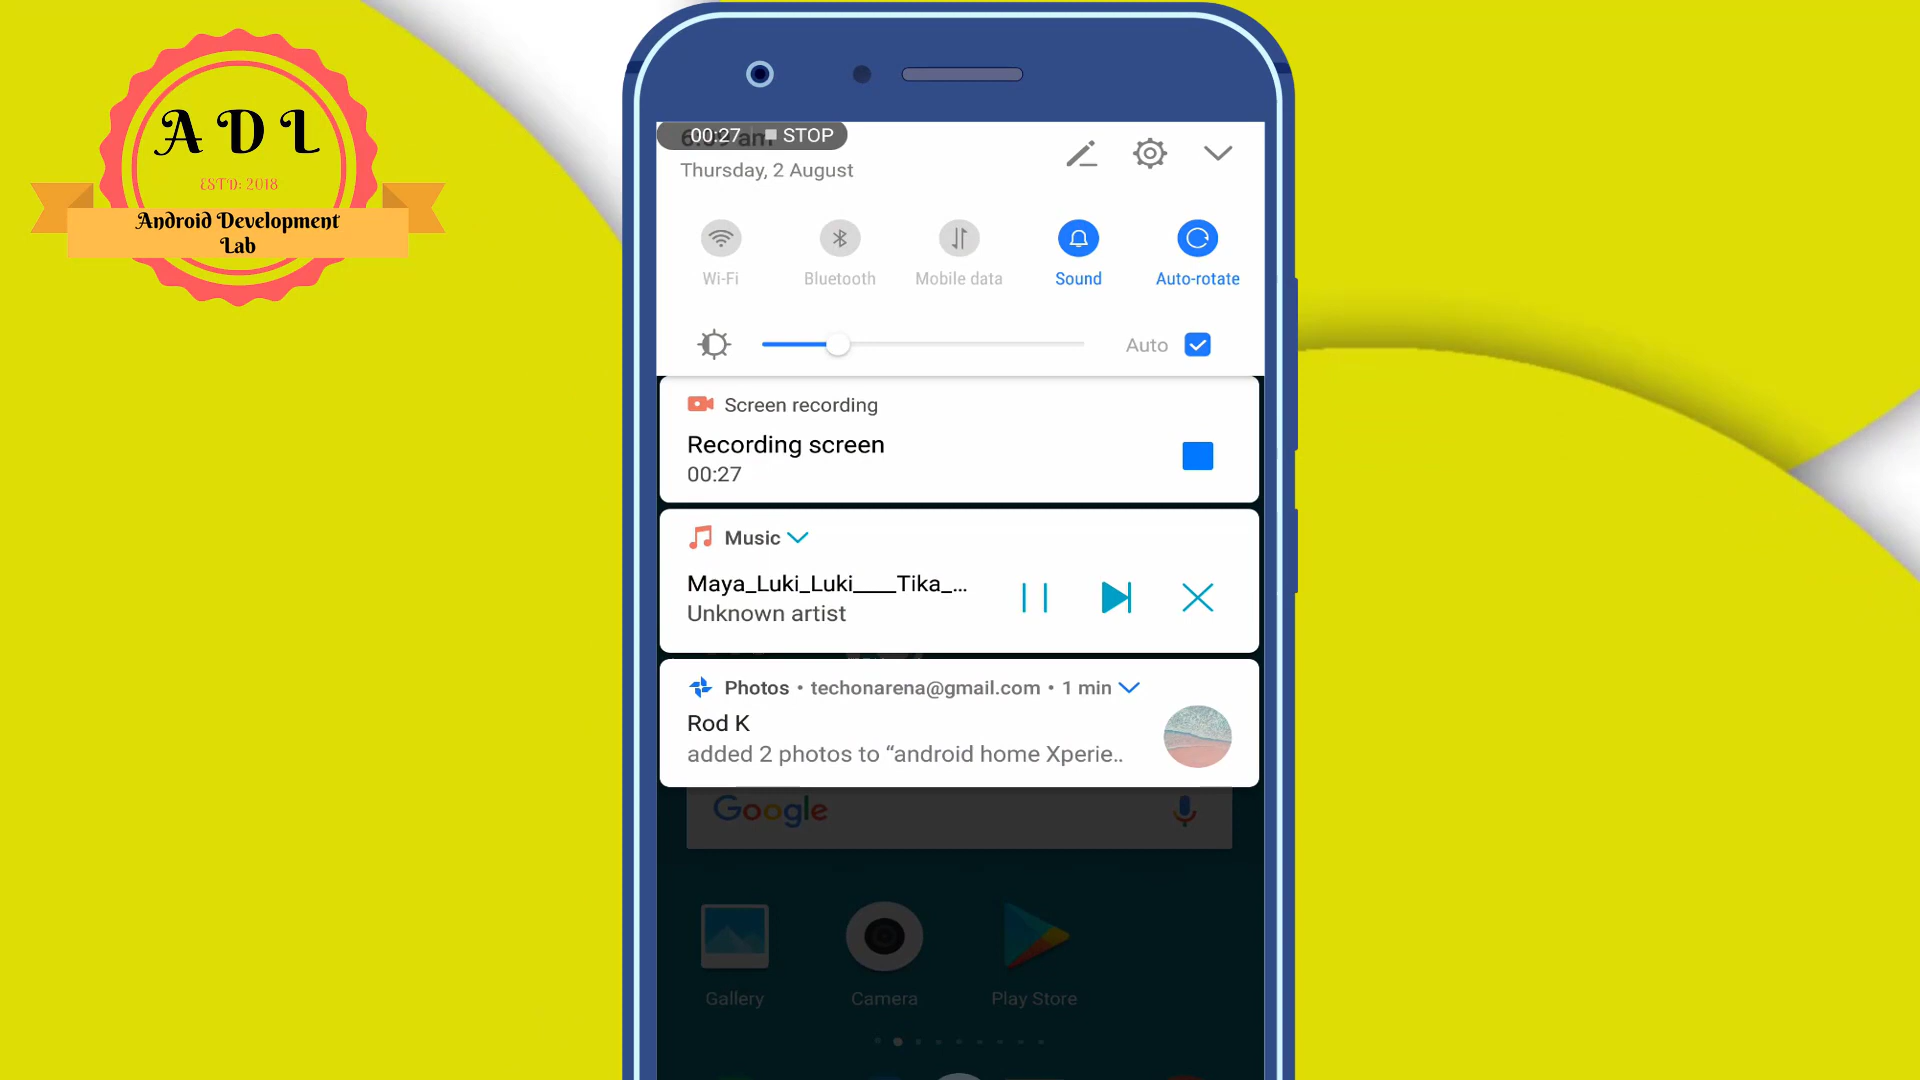 A D L
ESTD: 2018
Android Development
Lab
00:27 STOP
Thursday, 2 August
Wi-Fi
Bluetooth
Mobile data
Sound
Auto-rotate
Auto
Screen recording
Recording screen
00:27
Music
Maya_Luki_Luki____Tika_...
Unknown artist
Photos • techonarena@gmail.com • 1 min
Rod K
added 2 photos to “android home Xperie..
Google
Gallery
Camera
Play Store